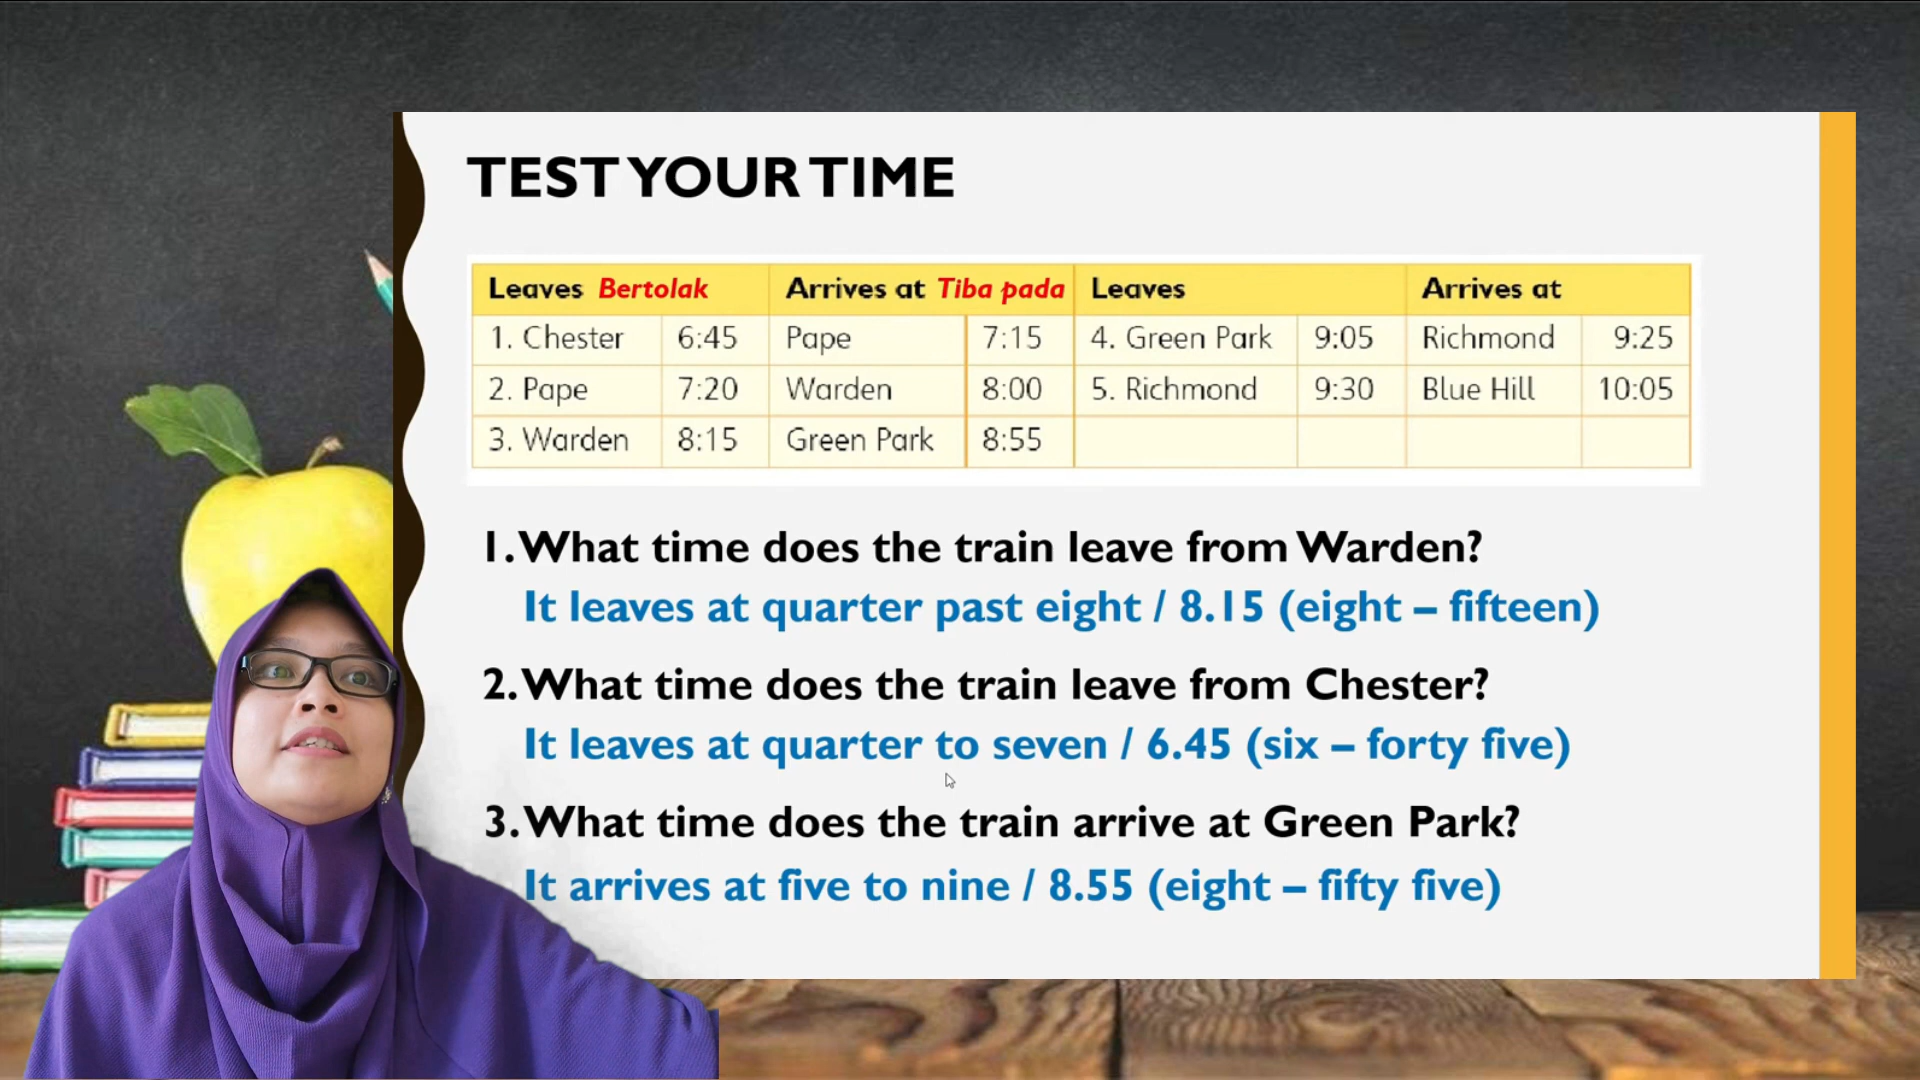 TEST YOUR TIME
Leaves Bertolak Arrives at Tiba pada Leaves Arrives at
1. Chester 6:45 Pape 7:15 4. Green Park 9:05 Richmond 9:25
2. Pape 7:20 Warden 8:00 5. Richmond 9:30 Blue Hill 10:05
3. Warden 8:15 Green Park 8:55
1. What time does the train leave from Warden?
It leaves at quarter past eight / 8.15 (eight – fifteen)
2. What time does the train leave from Chester?
It leaves at quarter to seven / 6.45 (six – forty five)
3. What time does the train arrive at Green Park?
It arrives at five to nine / 8.55 (eight – fifty five)